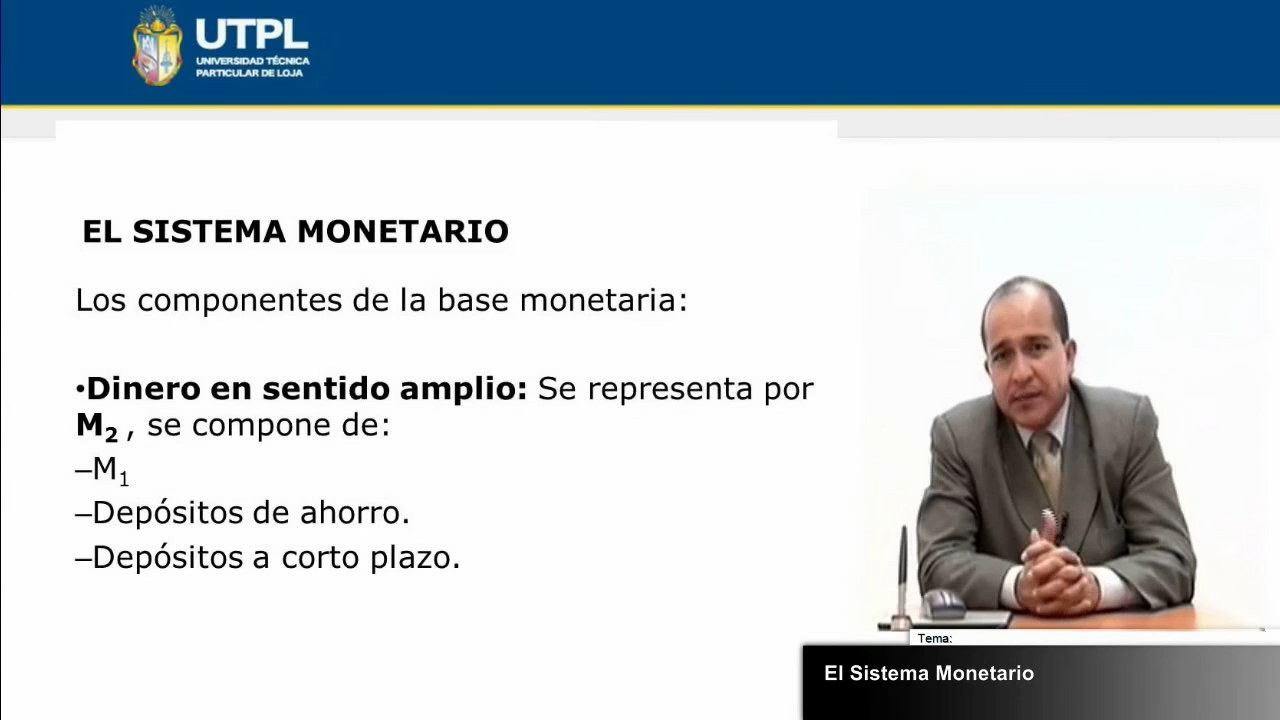 UTPL
UNIVERSIDAD TÉCNICA
PARTICULAR DE LOJA
EL SISTEMA MONETARIO
Los componentes de la base monetaria:
•Dinero en sentido amplio: Se representa por
M₂ , se compone de:
–M₁
–Depósitos de ahorro.
–Depósitos a corto plazo.
Tema:
El Sistema Monetario